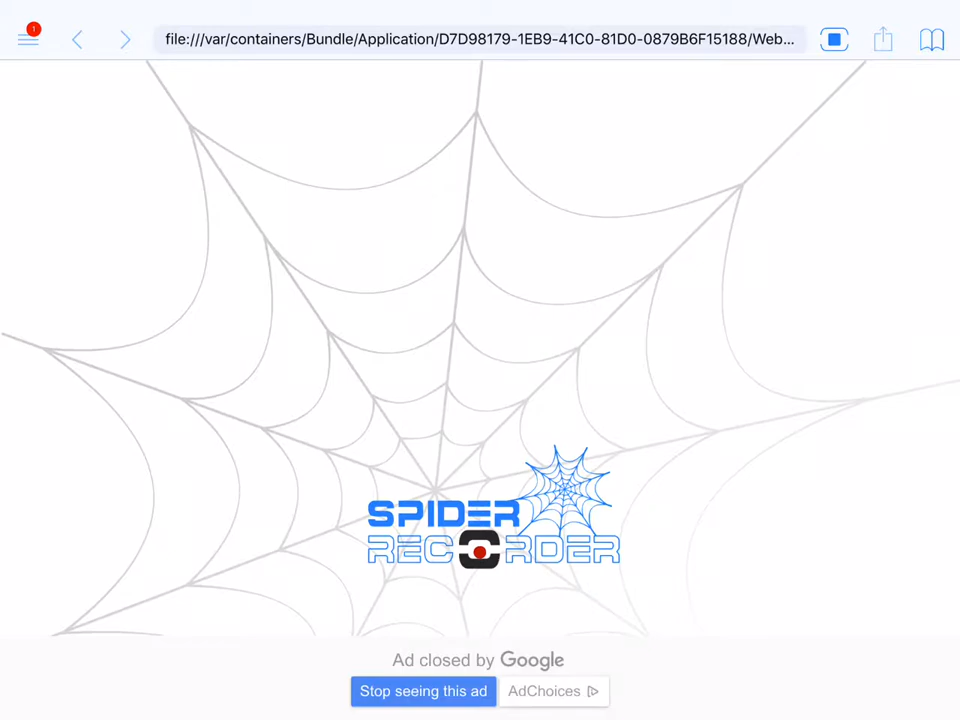 1
file:///var/containers/Bundle/Application/D7D98179-1EB9-41C0-81D0-0879B6F15188/Web...
SPIDER
RECORDER
Ad closed by Google
Stop seeing this ad
AdChoices